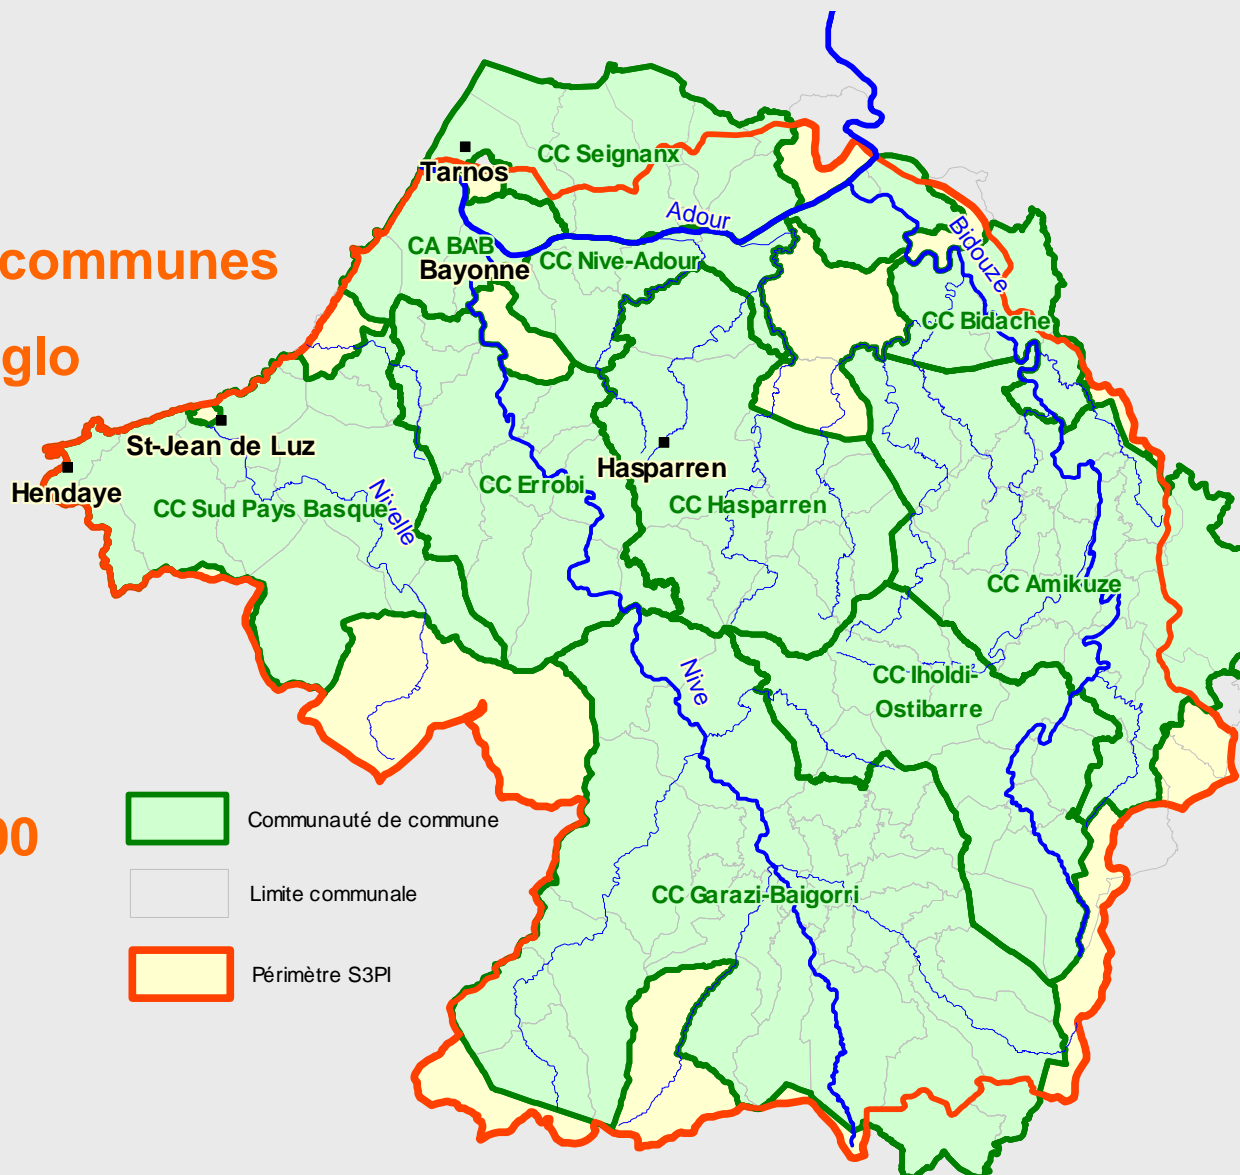 CC Seignanx
Tarnos
Adour
communes
CA BAB
Bayonne
CC Nive-Adour
Bidouze
CC Bidache
glo
St-Jean de Luz
Hasparren
Hendaye
CC Sud Pays Basque
Nivelle
CC Errobi
CC Hasparren
CC Amikuze
Nive
CC Iholdi-
Ostibarre
00
Communauté de commune
Limite communale
CC Garazi-Baigorri
Périmètre S3PI